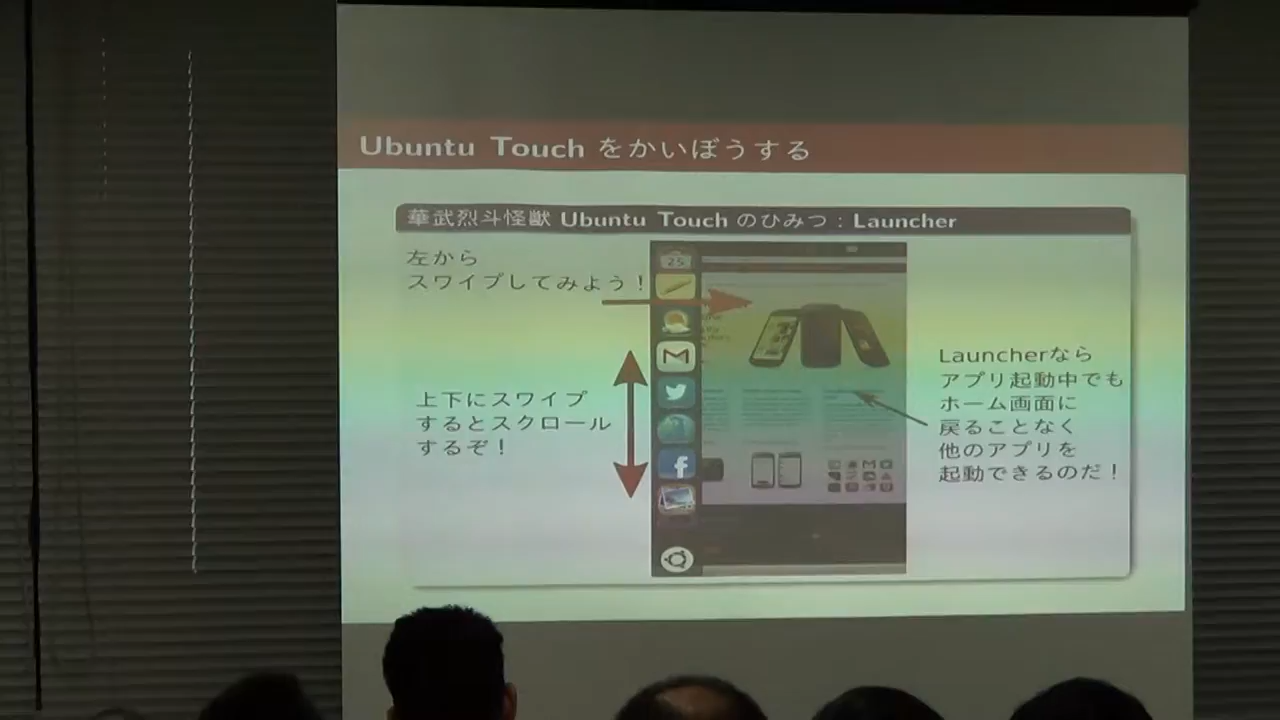 Ubuntu Touch をかいぼうする
華武烈斗怪獣 Ubuntu Touch のひみつ : Launcher
左から
スワイプしてみよう！
25
上下にスワイプ
するとスクロール
するぞ！
Launcherなら
アプリ起動中でも
ホーム画面に
戻ることなく
他のアプリを
起動できるのだ！